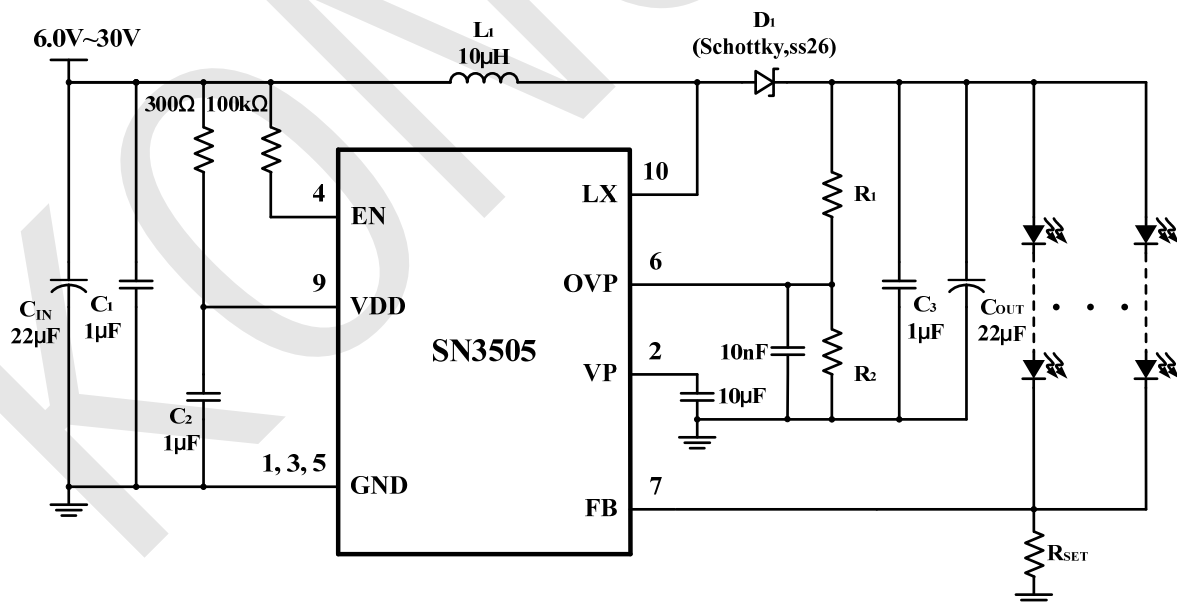 6.0V~30V
L1
10µH
D1
(Schottky,ss26)
300Ω
100kΩ
4
EN
10
LX
R1
6
OVP
9
VDD
CIN
22µF
C1
1µF
C3
1µF
COUT
22µF
SN3505
2
VP
10nF
R2
10µF
C2
1µF
1, 3, 5
GND
7
FB
RSET